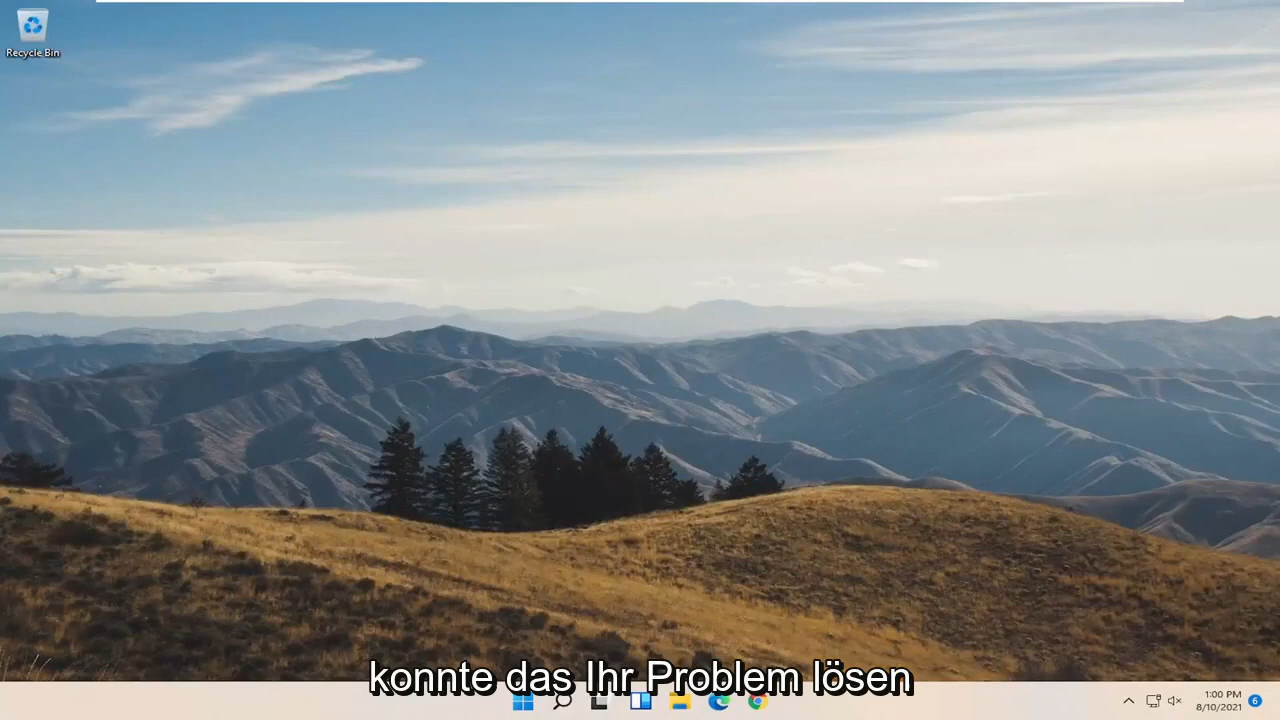 Recycle Bin
konnte das Ihr Problem lösen
1:00 PM
8/10/2021
6